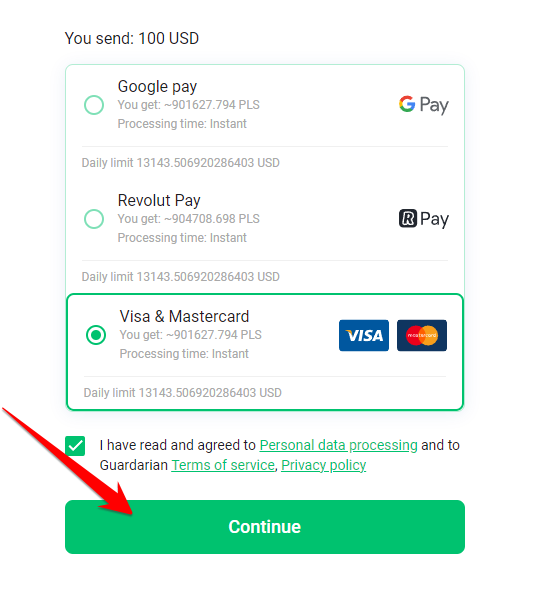 You send: 100 USD
Google pay
You get: ~901627.794 PLS
Processing time: Instant
G Pay
Daily limit 13143.506920286403 USD
Revolut Pay
You get: ~904708.698 PLS
Processing time: Instant
R Pay
Daily limit 13143.506920286403 USD
Visa & Mastercard
You get: ~901627.794 PLS
Processing time: Instant
VISA
mastercard
Daily limit 13143.506920286403 USD
I have read and agreed to Personal data processing and to
Guardarian Terms of service, Privacy policy
Continue